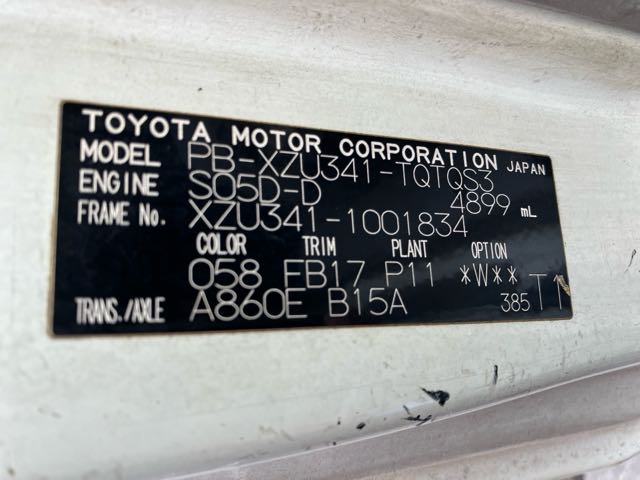 TOYOTA MOTOR CORPORATION JAPAN
MODEL PB-XZU341-TQTQS3
ENGINE S05D-D 4899 mL
FRAME No. XZU341-1001834
COLOR TRIM PLANT OPTION
058 FB17 P11 *W**
TRANS./AXLE A860E B15A 385 T1